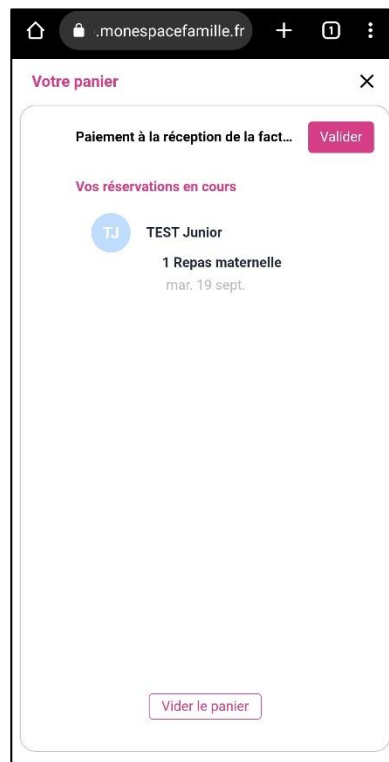 .monespacefamille.fr
1
Votre panier
Paiement à la réception de la fact...
Valider
Vos réservations en cours
TJ
TEST Junior
1 Repas maternelle
mar. 19 sept.
Vider le panier